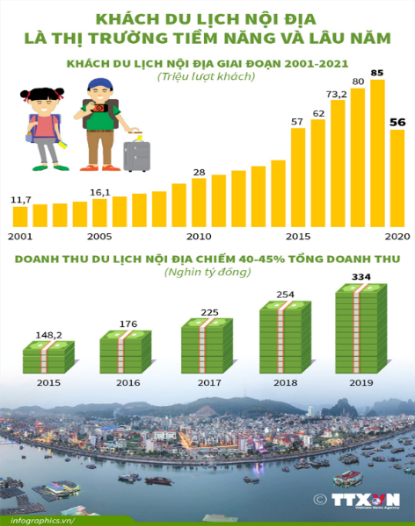 KHÁCH DU LỊCH NỘI ĐỊA
LÀ THỊ TRƯỜNG TIỀM NĂNG VÀ LÂU NĂM
KHÁCH DU LỊCH NỘI ĐỊA GIAI ĐOẠN 2001-2021
(Triệu lượt khách)
11,7 16,1 28 57 62 73,2 80 85 56
2001 2005 2010 2015 2020
DOANH THU DU LỊCH NỘI ĐỊA CHIẾM 40-45% TỔNG DOANH THU
(Nghìn tỷ đồng)
148,2 176 225 254 334
2015 2016 2017 2018 2019
© TTXVN
Vietnam News Agency
infographics.vn/